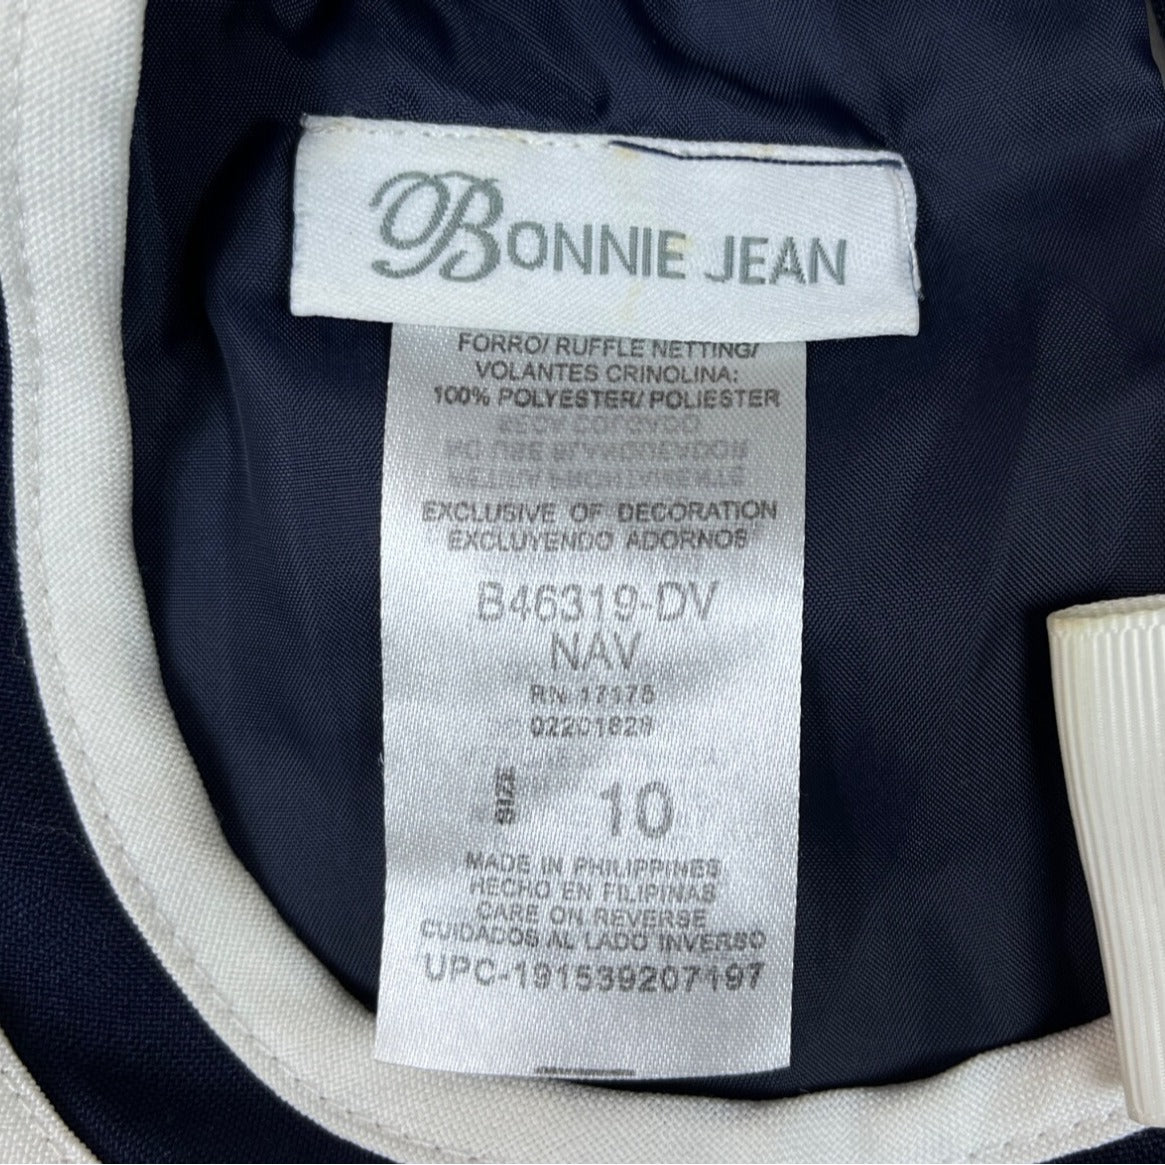 BONNIE JEAN
FORRO/ RUFFLE NETTING/
VOLANTES CRINOLINA:
100% POLYESTER/ POLIESTER
EXCLUSIVE OF DECORATION
EXCLUYENDO ADORNOS
B46319-DV
NAV
RN 17175
02201628
SIZE 10
MADE IN PHILIPPINES
HECHO EN FILIPINAS
CARE ON REVERSE
CUIDADOS AL LADO INVERSO
UPC-191539207197